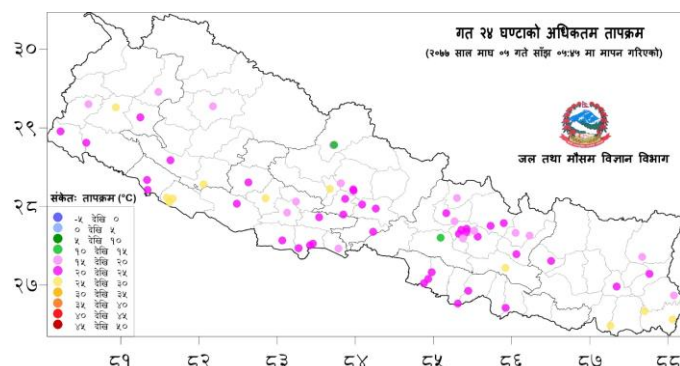 गत २४ घण्टाको अधिकतम तापक्रम
(२०७७ साल माघ ०५ गते साँझ ०५:४५ मा मापन गरिएको)
जल तथा मौसम विज्ञान विभाग
३०
२९
२८
२७
संकेतः तापक्रम (°C)
-५ देखि ०
० देखि ५
५ देखि १०
१० देखि १५
१५ देखि २०
२० देखि २५
२५ देखि ३०
३० देखि ३५
३५ देखि ४०
४० देखि ४५
४५ देखि ५०
८१ ८२ ८३ ८४ ८५ ८६ ८७ ८८